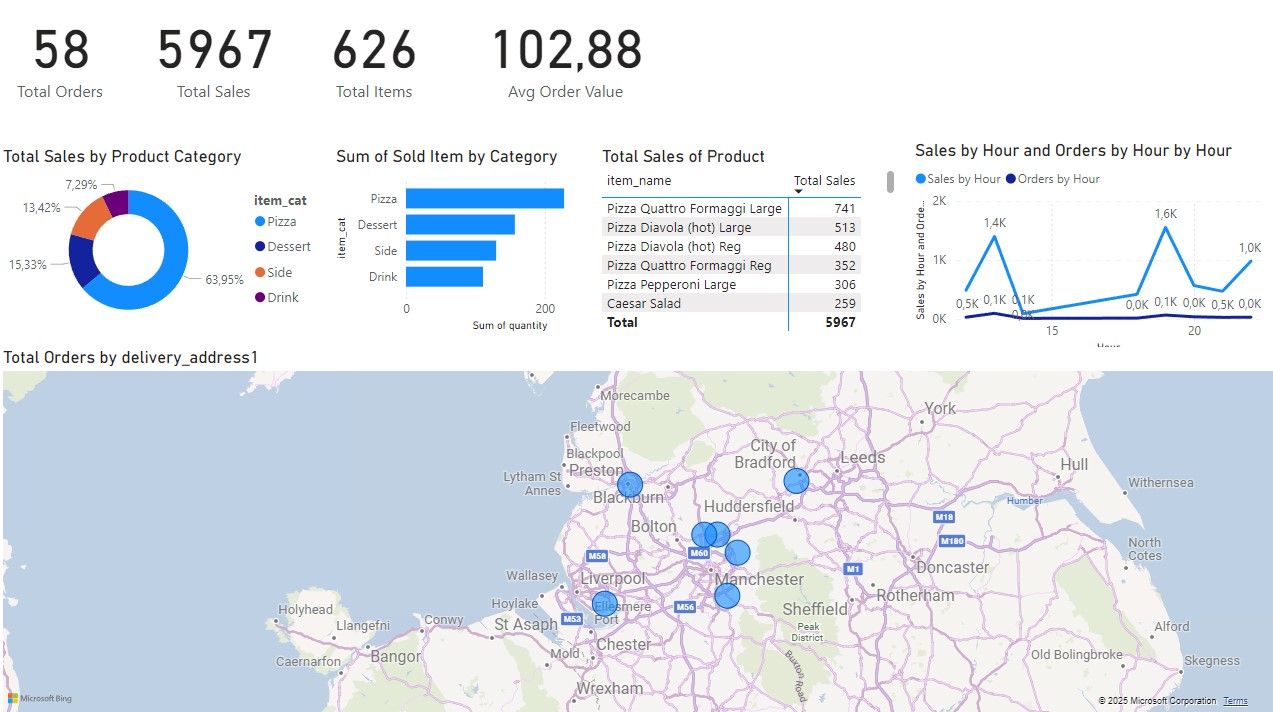 58
Total Orders
5967
Total Sales
626
Total Items
102,88
Avg Order Value
Total Sales by Product Category
7,29%
13,42%
15,33%
63,95%
item_cat
Pizza
Dessert
Side
Drink
Sum of Sold Item by Category
item_cat
Pizza
Dessert
Side
Drink
0
200
Sum of quantity
Total Sales of Product
item_name Total Sales
Pizza Quattro Formaggi Large 741
Pizza Diavola (hot) Large 513
Pizza Diavola (hot) Reg 480
Pizza Quattro Formaggi Reg 352
Pizza Pepperoni Large 306
Caesar Salad 259
Total 5967
Sales by Hour and Orders by Hour by Hour
Sales by Hour Orders by Hour
Sales by Hour and Orde...
2K
1K
0K
1,4K
1,6K
1,0K
0,5K
0,1K
0,1K
0,0K
0,1K
0,0K
0,5K
0,0K
15
20
Hour
Total Orders by delivery_address1
Morecambe
York
Fleetwood
City of
Bradford
Leeds
Blackpool
Preston
Hull
Lytham St
Annes
Withernsea
Blackburn
Huddersfield
Humber
Bolton
M18
M180
North
Cotes
M58
M60
M1
Doncaster
Wallasey
Liverpool
Manchester
Rotherham
Hoylake
Ellesmere
Port
M56
Sheffield
Holyhead
M53
St Asaph
Peak
District
Llangefni
Conwy
Alford
Chester
Caernarfon
Bangor
Mold
Old Bolingbroke
Skegness
Buxton Road
Wrexham
Microsoft Bing
© 2025 Microsoft Corporation Terms